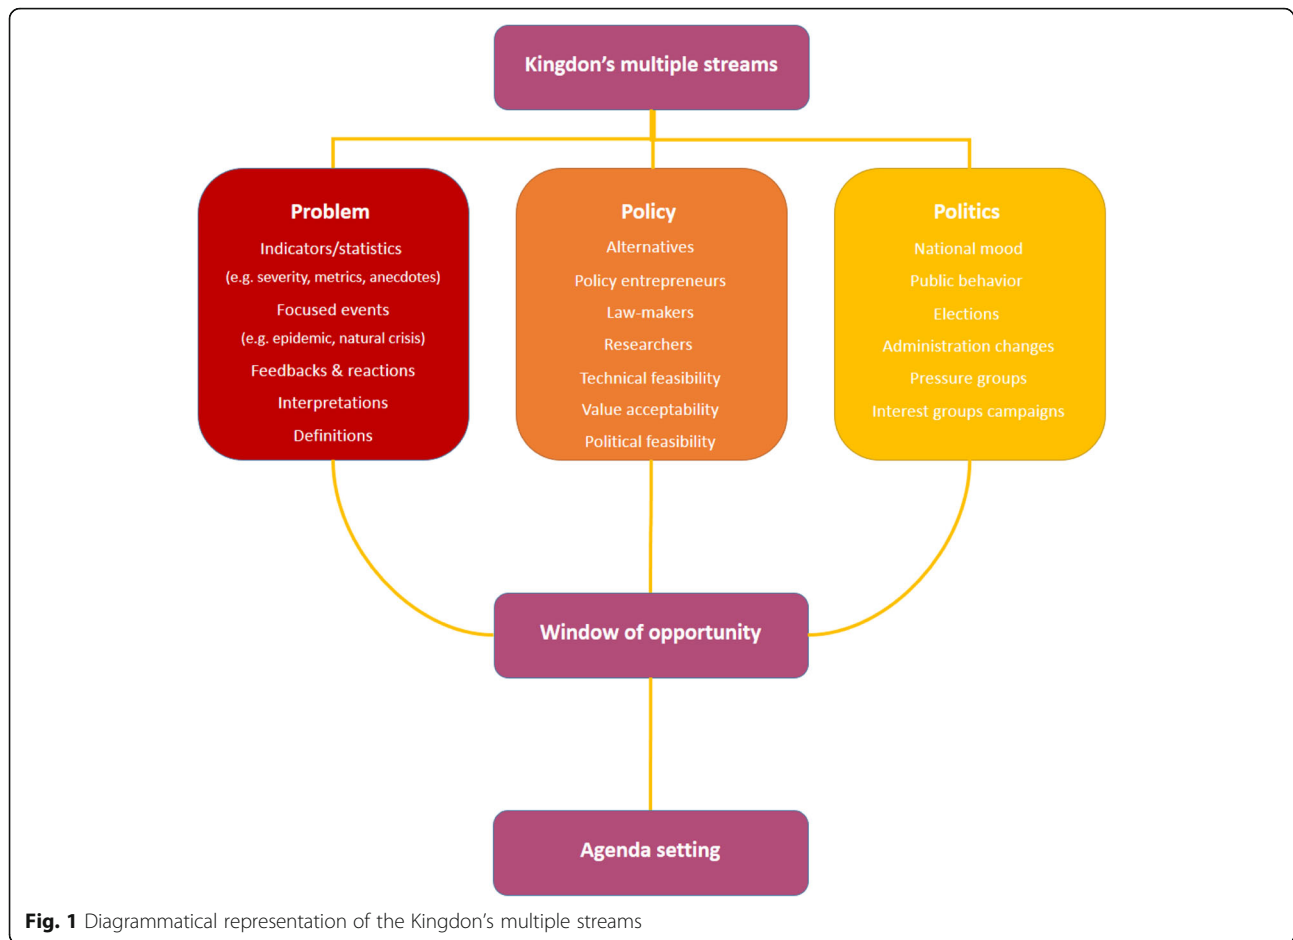 Kingdon's multiple streams
Problem
Indicators/statistics
(e.g. severity, metrics, anecdotes)
Focused events
(e.g. epidemic, natural crisis)
Feedbacks & reactions
Interpretations
Definitions
Policy
Alternatives
Policy entrepreneurs
Law-makers
Researchers
Technical feasibility
Value acceptability
Political feasibility
Politics
National mood
Public behavior
Elections
Administration changes
Pressure groups
Interest groups campaigns
Window of opportunity
Agenda setting
Fig. 1 Diagrammatical representation of the Kingdon's multiple streams